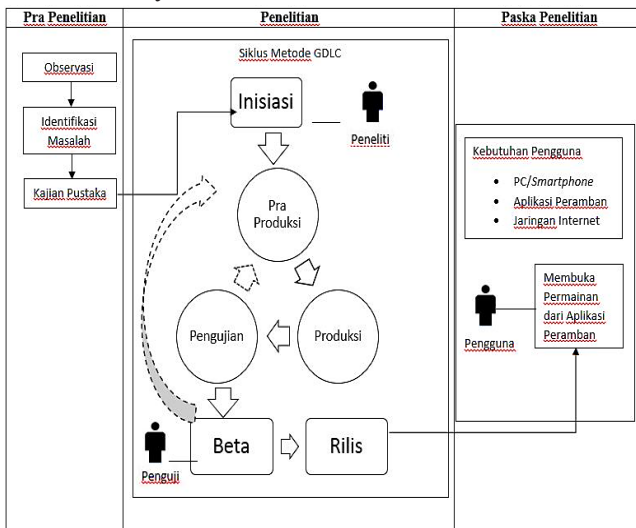 Pra Penelitian
Penelitian
Paska Penelitian
Observasi
Identifikasi
Masalah
Kajian Pustaka
Siklus Metode GDLC
Inisiasi
Peneliti
Pra
Produksi
Produksi
Pengujian
Beta
Penguji
Rilis
Kebutuhan Pengguna
• PC/Smartphone
• Aplikasi Peramban
• Jaringan Internet
Pengguna
Membuka
Permainan
dari Aplikasi
Peramban